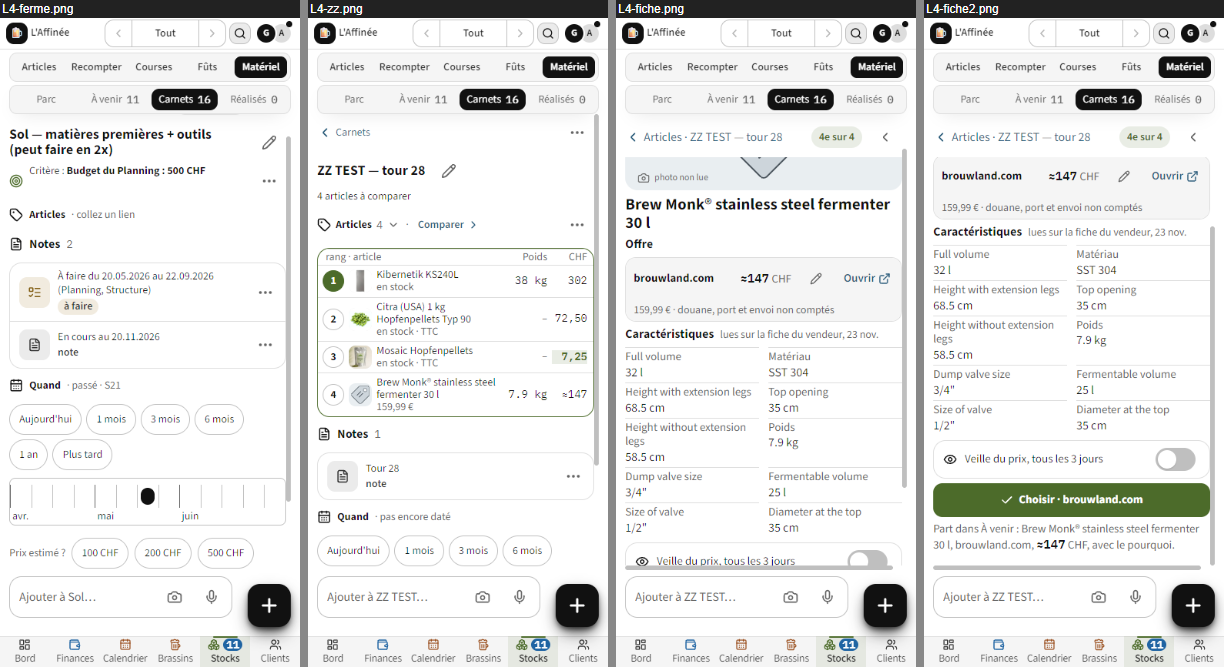 L4-ferme.png
L'Affinée
Tout
G
A
Articles
Recompter
Courses
Fûts
Matériel
Parc
À venir 11
Carnets 16
Réalisés 0
Sol — matières premières + outils
(peut faire en 2x)
Critère : Budget du Planning : 500 CHF
Articles · collez un lien
Notes 2
À faire du 20.05.2026 au 22.09.2026
(Planning, Structure)
à faire
En cours au 20.11.2026
note
Quand · passé · S21
Aujourd'hui
1 mois
3 mois
6 mois
1 an
Plus tard
avr.
mai
juin
Prix estimé ?
100 CHF
200 CHF
500 CHF
Ajouter à Sol…
Bord
Finances
Calendrier
Brassins
11
Stocks
Clients
L4-zz.png
L'Affinée
Tout
G
A
Articles
Recompter
Courses
Fûts
Matériel
Parc
À venir 11
Carnets 16
Réalisés 0
Carnets
ZZ TEST — tour 28
4 articles à comparer
Articles 4 · Comparer
rang · article Poids CHF
1 Kibernetik KS240L 38 kg 302
en stock
2 Citra (USA) 1 kg – 72,50
Hopfenpellets Typ 90
en stock · TTC
3 Mosaic Hopfenpellets – 7,25
en stock · TTC
4 Brew Monk® stainless steel 7.9 kg ≈147
fermenter 30 l
159,99 €
Notes 1
Tour 28
note
Quand · pas encore daté
Aujourd'hui
1 mois
3 mois
6 mois
Ajouter à ZZ TEST…
Bord
Finances
Calendrier
Brassins
11
Stocks
Clients
L4-fiche.png
L'Affinée
Tout
G
A
Articles
Recompter
Courses
Fûts
Matériel
Parc
À venir 11
Carnets 16
Réalisés 0
Articles · ZZ TEST — tour 28
4e sur 4
photo non lue
Brew Monk® stainless steel fermenter
30 l
Offre
brouwland.com ≈147 CHF Ouvrir
159,99 € · douane, port et envoi non comptés
Caractéristiques lues sur la fiche du vendeur, 23 nov.
Full volume
32 l
Matériau
SST 304
Height with extension legs
68.5 cm
Top opening
35 cm
Height without extension
legs
58.5 cm
Poids
7.9 kg
Dump valve size
3/4"
Fermentable volume
25 l
Size of valve
1/2"
Diameter at the top
35 cm
Veille du prix, tous les 3 jours
Ajouter à ZZ TEST…
Bord
Finances
Calendrier
Brassins
11
Stocks
Clients
L4-fiche2.png
L'Affinée
Tout
G
A
Articles
Recompter
Courses
Fûts
Matériel
Parc
À venir 11
Carnets 16
Réalisés 0
Articles · ZZ TEST — tour 28
4e sur 4
brouwland.com ≈147 CHF Ouvrir
159,99 € · douane, port et envoi non comptés
Caractéristiques lues sur la fiche du vendeur, 23 nov.
Full volume
32 l
Matériau
SST 304
Height with extension legs
68.5 cm
Top opening
35 cm
Height without extension
legs
58.5 cm
Poids
7.9 kg
Dump valve size
3/4"
Fermentable volume
25 l
Size of valve
1/2"
Diameter at the top
35 cm
Veille du prix, tous les 3 jours
Choisir · brouwland.com
Part dans À venir : Brew Monk® stainless steel fermenter
30 l, brouwland.com, ≈147 CHF, avec le pourquoi.
Ajouter à ZZ TEST…
Bord
Finances
Calendrier
Brassins
11
Stocks
Clients